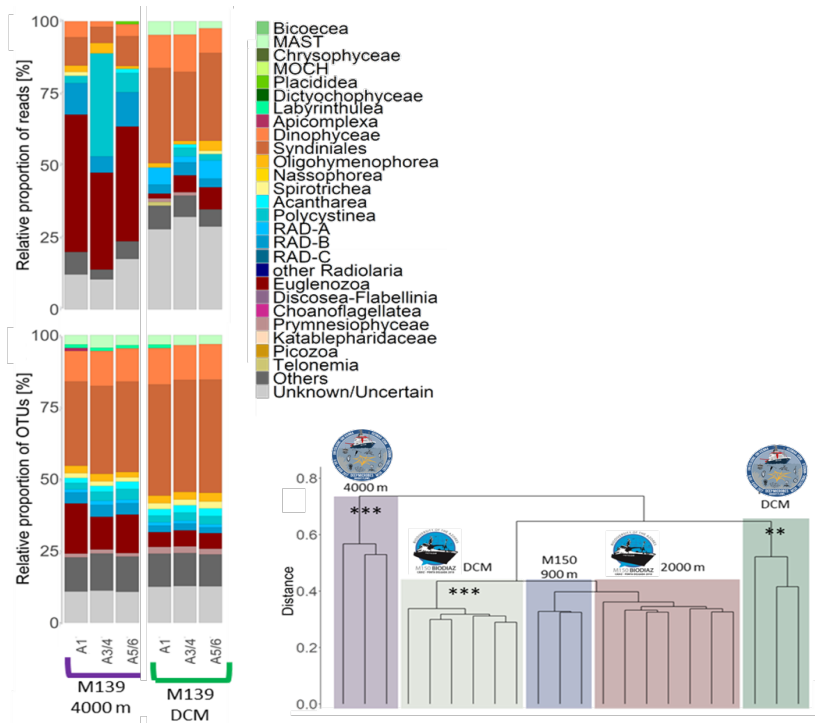 Relative proportion of reads [%]
100
75
50
25
0
Relative proportion of OTUs [%]
100
75
50
25
0
A1
A3/4
A5/6
A1
A3/4
A5/6
M139
4000 m
M139
DCM
Bicoecea
MAST
Chrysophyceae
MOCH
Placididea
Dictyochophyceae
Labyrinthulea
Apicomplexa
Dinophyceae
Syndiniales
Oligohymenophorea
Nassophorea
Spirotrichea
Acantharea
Polycystinea
RAD-A
RAD-B
RAD-C
other Radiolaria
Euglenozoa
Discosea-Flabellinia
Choanoflagellatea
Prymnesiophyceae
Katablepharidaceae
Picozoa
Telonemia
Others
Unknown/Uncertain
Distance
0.8
0.6
0.4
0.2
0.0
4000 m
***
DCM
***
M150
900 m
2000 m
DCM
**
M150 BIODIAZ
M150 BIODIAZ